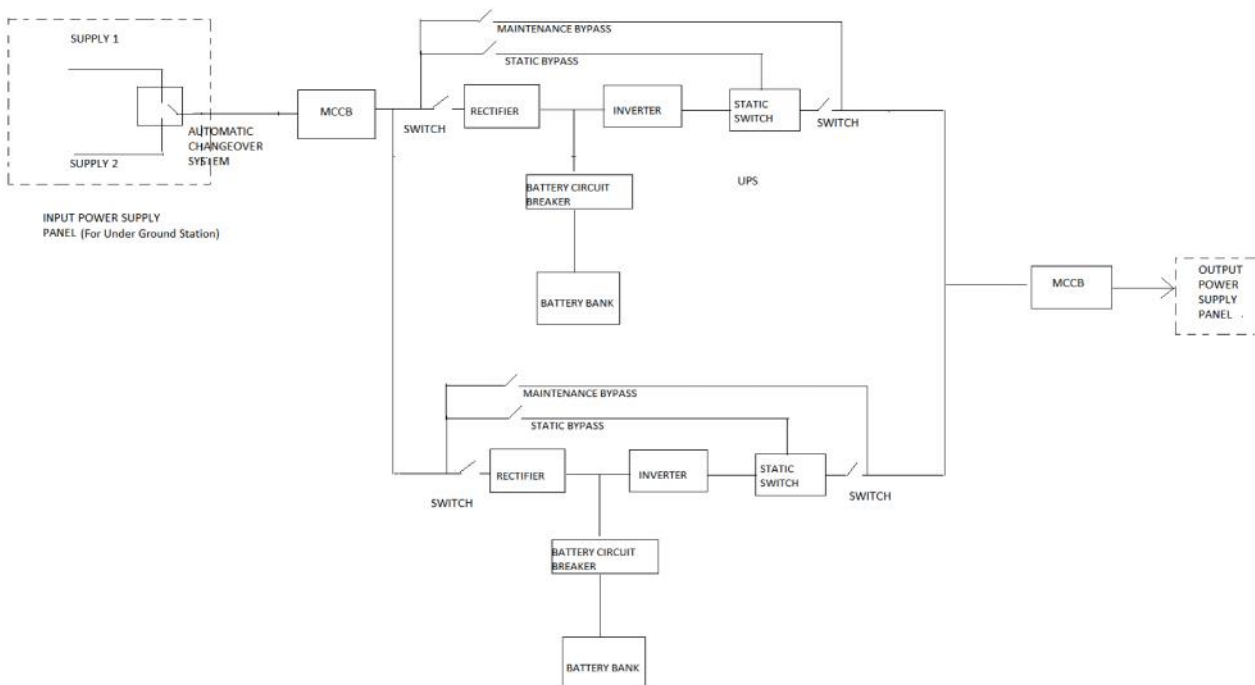 SUPPLY 1
SUPPLY 2
AUTOMATIC
CHANGEOVER
SYSTEM
INPUT POWER SUPPLY
PANEL (For Under Ground Station)
MCCB
MAINTENANCE BYPASS
STATIC BYPASS
SWITCH
RECTIFIER
INVERTER
STATIC
SWITCH
SWITCH
BATTERY CIRCUIT
BREAKER
UPS
BATTERY BANK
MCCB
OUTPUT
POWER
SUPPLY
PANEL
MAINTENANCE BYPASS
STATIC BYPASS
SWITCH
RECTIFIER
INVERTER
STATIC
SWITCH
SWITCH
BATTERY CIRCUIT
BREAKER
BATTERY BANK